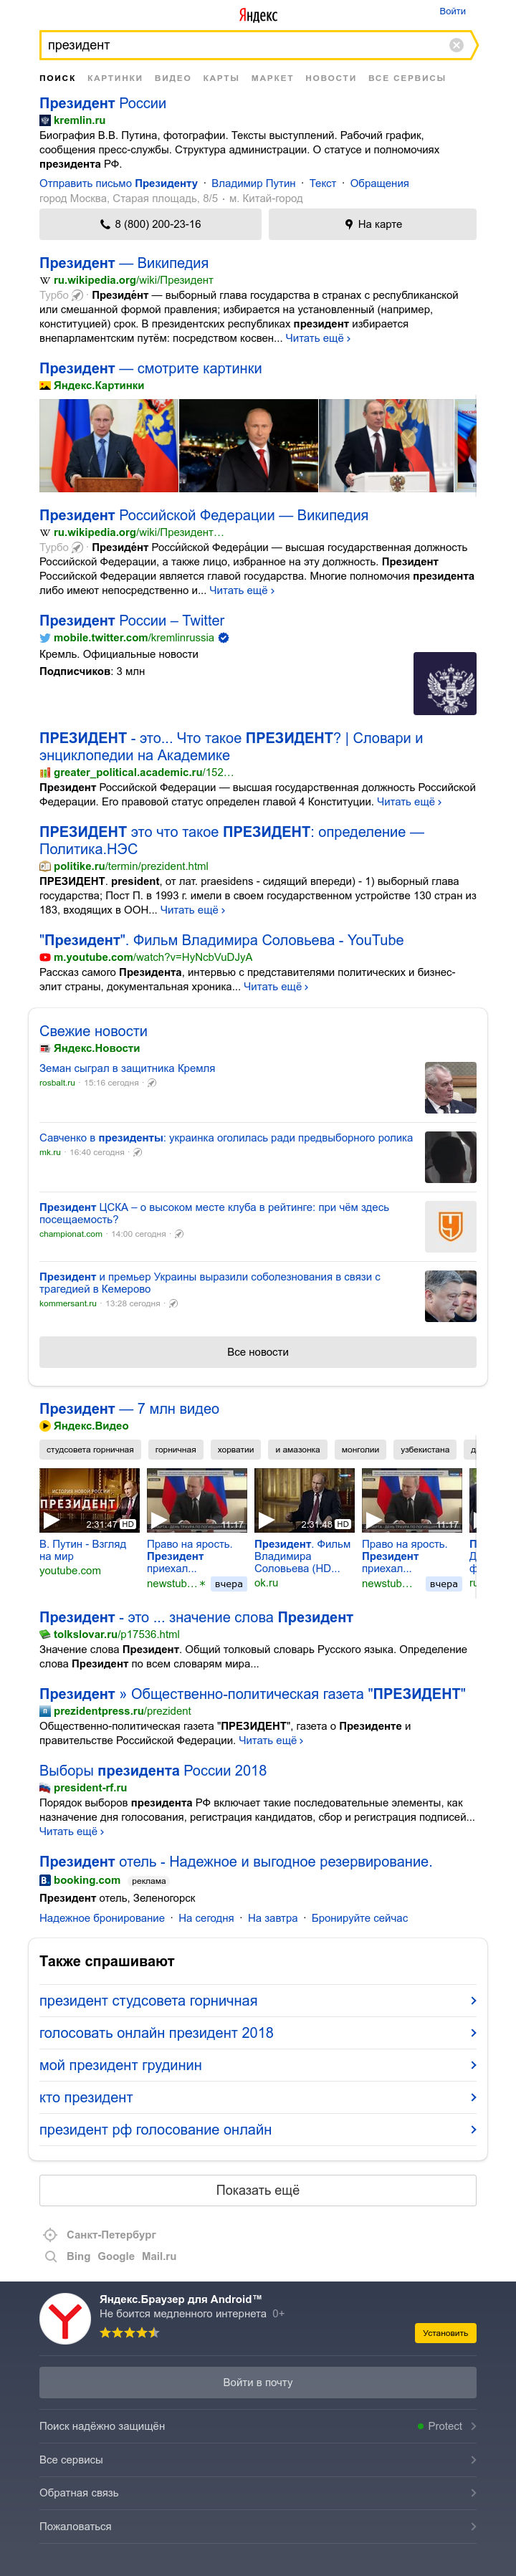 Яндекс
Войти
президент
ПОИСК КАРТИНКИ ВИДЕО КАРТЫ МАРКЕТ НОВОСТИ ВСЕ СЕРВИСЫ
Президент России
kremlin.ru
Биография В.В. Путина, фотографии. Тексты выступлений. Рабочий график,
сообщения пресс-службы. Структура администрации. О статусе и полномочиях
президента РФ.
Отправить письмо Президенту · Владимир Путин · Текст · Обращения
город Москва, Старая площадь, 8/5 · м. Китай-город
8 (800) 200-23-16
На карте
Президент — Википедия
ru.wikipedia.org/wiki/Президент
Турбо · Президе́нт — выборный глава государства в странах с республиканской
или смешанной формой правления; избирается на установленный (например,
конституцией) срок. В президентских республиках президент избирается
внепарламентским путём: посредством косвен... Читать ещё ›
Президент — смотрите картинки
Яндекс.Картинки
Президент Российской Федерации — Википедия
ru.wikipedia.org/wiki/Президент…
Турбо · Президе́нт Росси́йской Федера́ции — высшая государственная должность
Российской Федерации, а также лицо, избранное на эту должность. Президент
Российской Федерации является главой государства. Многие полномочия президента
либо имеют непосредственно и... Читать ещё ›
Президент России – Twitter
mobile.twitter.com/kremlinrussia
Кремль. Официальные новости
Подписчиков: 3 млн
ПРЕЗИДЕНТ - это... Что такое ПРЕЗИДЕНТ? | Словари и
энциклопедии на Академике
greater_political.academic.ru/152…
Президент Российской Федерации — высшая государственная должность Российской
Федерации. Его правовой статус определен главой 4 Конституции. Читать ещё ›
ПРЕЗИДЕНТ это что такое ПРЕЗИДЕНТ: определение —
Политика.НЭС
politike.ru/termin/prezident.html
ПРЕЗИДЕНТ. president, от лат. praesidens - сидящий впереди) - 1) выборный глава
государства; Пост П. в 1993 г. имели в своем государственном устройстве 130 стран из
183, входящих в ООН... Читать ещё ›
"Президент". Фильм Владимира Соловьева - YouTube
m.youtube.com/watch?v=HyNcbVuDJyA
Рассказ самого Президента, интервью с представителями политических и бизнес-
элит страны, документальная хроника... Читать ещё ›
Свежие новости
Яндекс.Новости
Земан сыграл в защитника Кремля
rosbalt.ru · 15:16 сегодня ·
Савченко в президенты: украинка оголилась ради предвыборного ролика
mk.ru · 16:40 сегодня ·
Президент ЦСКА – о высоком месте клуба в рейтинге: при чём здесь
посещаемость?
championat.com · 14:00 сегодня ·
Президент и премьер Украины выразили соболезнования в связи с
трагедией в Кемерово
kommersant.ru · 13:28 сегодня ·
Все новости
Президент — 7 млн видео
Яндекс.Видео
студсовета горничная горничная хорватии и амазонка монголии узбекистана
ПРЕЗИДЕНТ
2:31:47 HD
11:17
2:31:48 HD
11:17
В. Путин - Взгляд
на мир
youtube.com
Право на ярость.
Президент
приехал...
newstub…* вчера
Президент. Фильм
Владимира
Соловьева (HD...
ok.ru
Право на ярость.
Президент
приехал...
newstub… вчера
Президент - это ... значение слова Президент
tolkslovar.ru/p17536.html
Значение слова Президент. Общий толковый словарь Русского языка. Определение
слова Президент по всем словарям мира...
Президент » Общественно-политическая газета "ПРЕЗИДЕНТ"
prezidentpress.ru/prezident
Общественно-политическая газета "ПРЕЗИДЕНТ", газета о Президенте и
правительстве Российской Федерации. Читать ещё ›
Выборы президента России 2018
president-rf.ru
Порядок выборов президента РФ включает такие последовательные элементы, как
назначение дня голосования, регистрация кандидатов, сбор и регистрация подписей...
Читать ещё ›
Президент отель - Надежное и выгодное резервирование.
booking.com реклама
Президент отель, Зеленогорск
Надежное бронирование · На сегодня · На завтра · Бронируйте сейчас
Также спрашивают
президент студсовета горничная
голосовать онлайн президент 2018
мой президент грудинин
кто президент
президент рф голосование онлайн
Показать ещё
Санкт-Петербург
Bing Google Mail.ru
Яндекс.Браузер для Android™
Не боится медленного интернета 0+
Установить
Войти в почту
Поиск надёжно защищён
Protect
Все сервисы
Обратная связь
Пожаловаться